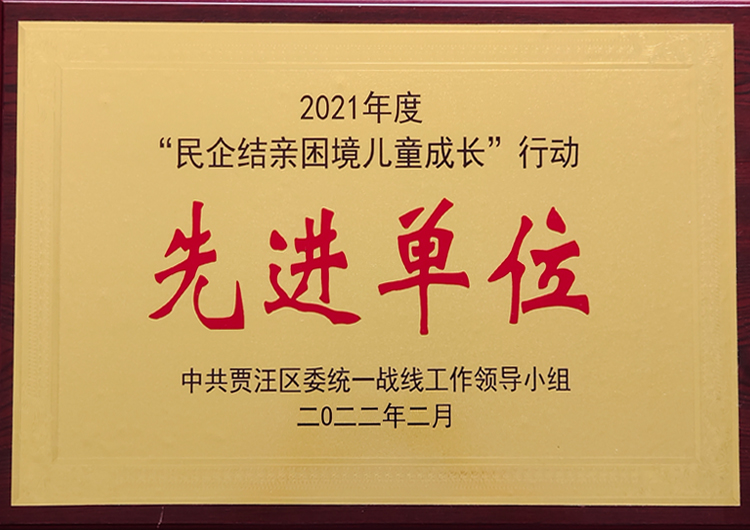 2021年度
“民企结亲困境儿童成长”行动
先进单位
中共贾汪区委统一战线工作领导小组
二0二二年二月